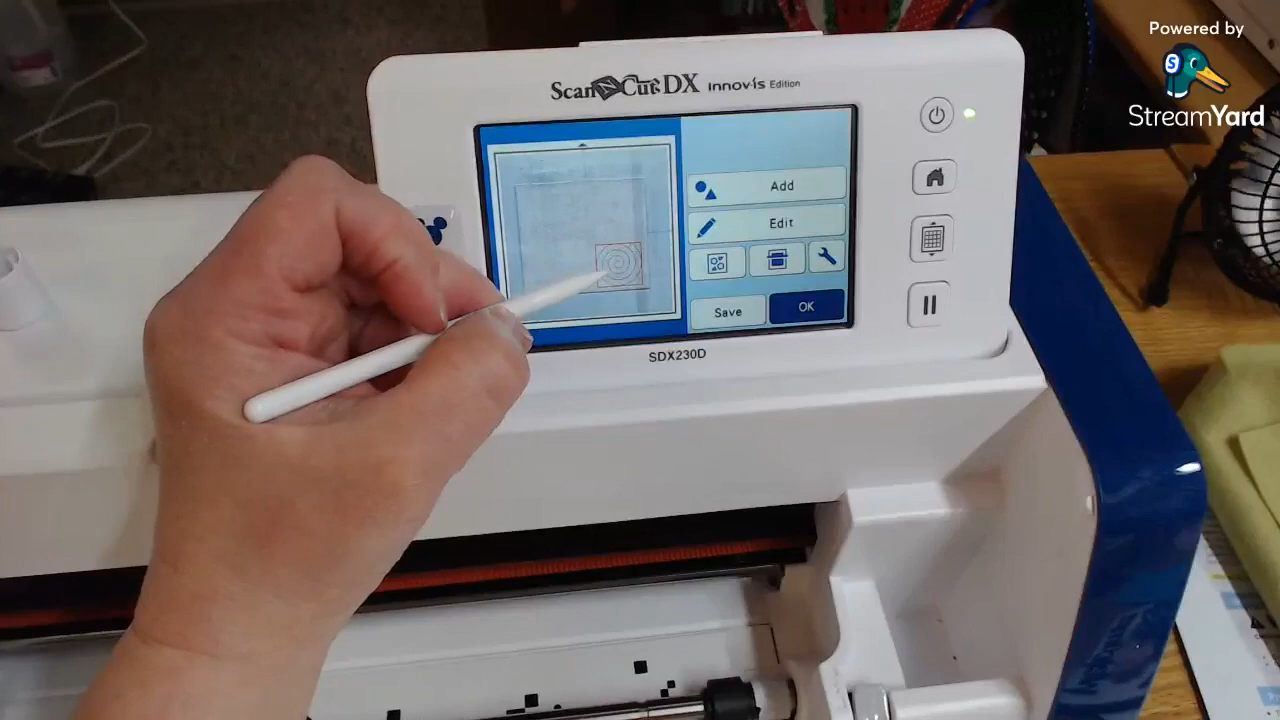 Powered by
StreamYard
ScanNCut DX Innov-is Edition
Add
Edit
Save
OK
SDX230D